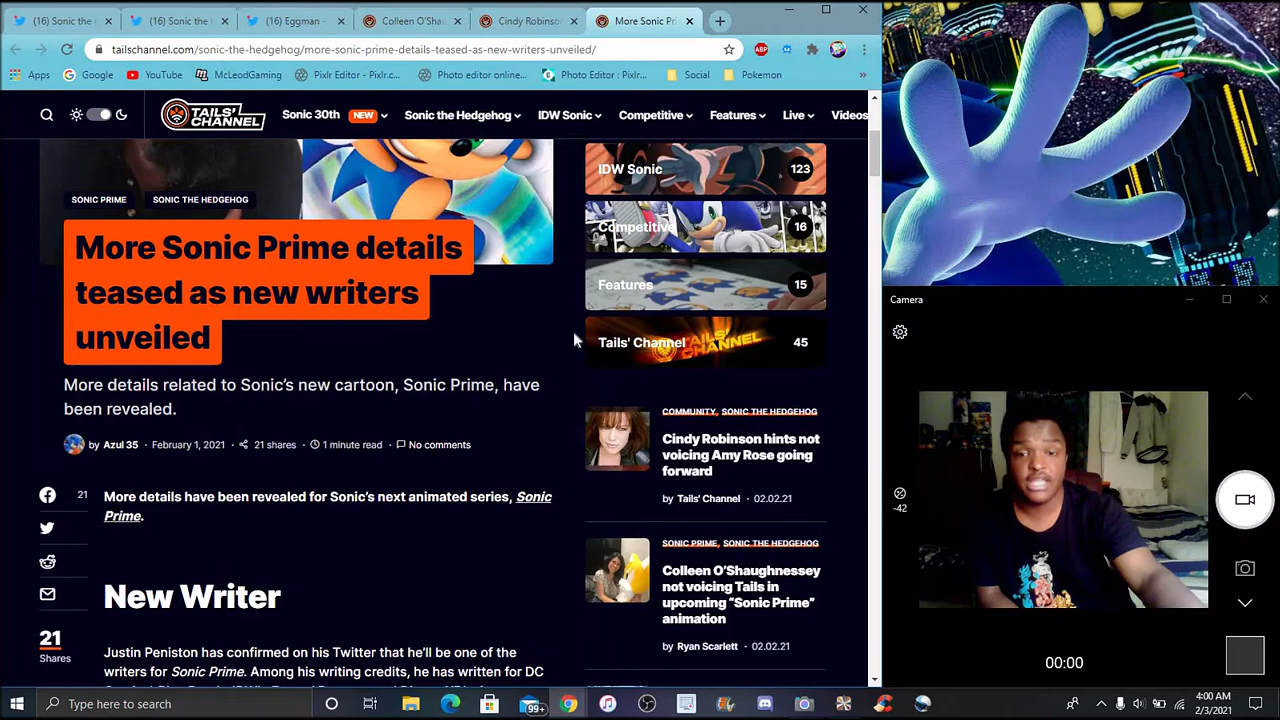 (16) Sonic the
(16) Sonic the
(16) Eggman -
Colleen O'Shau
Cindy Robinson
More Sonic Pri
tailschannel.com/sonic-the-hedgehog/more-sonic-prime-details-teased-as-new-writers-unveiled/
ABP
Apps
Google
YouTube
McLeodGaming
Pixlr Editor - Pixlr.c...
Photo editor online...
Photo Editor : Pixlr...
Social
Pokemon
TAILS' CHANNEL
Sonic 30th NEW
Sonic the Hedgehog
IDW Sonic
Competitive
Features
Live
Videos
SONIC PRIME
SONIC THE HEDGEHOG
More Sonic Prime details
teased as new writers
unveiled
More details related to Sonic's new cartoon, Sonic Prime, have
been revealed.
by Azul 35 · February 1, 2021 · 21 shares · 1 minute read · No comments
21
More details have been revealed for Sonic's next animated series, Sonic
Prime.
New Writer
21
Shares
Justin Peniston has confirmed on his Twitter that he'll be one of the
writers for Sonic Prime. Among his writing credits, he has written for DC
IDW Sonic 123
Competitive 16
Features 15
Tails' Channel 45
TAILS' CHANNEL
COMMUNITY, SONIC THE HEDGEHOG
Cindy Robinson hints not
voicing Amy Rose going
forward
by Tails' Channel · 02.02.21
SONIC PRIME, SONIC THE HEDGEHOG
Colleen O'Shaughnessey
not voicing Tails in
upcoming "Sonic Prime"
animation
by Ryan Scarlett · 02.02.21
Camera
-42
00:00
Type here to search
99+
4:00 AM
2/3/2021